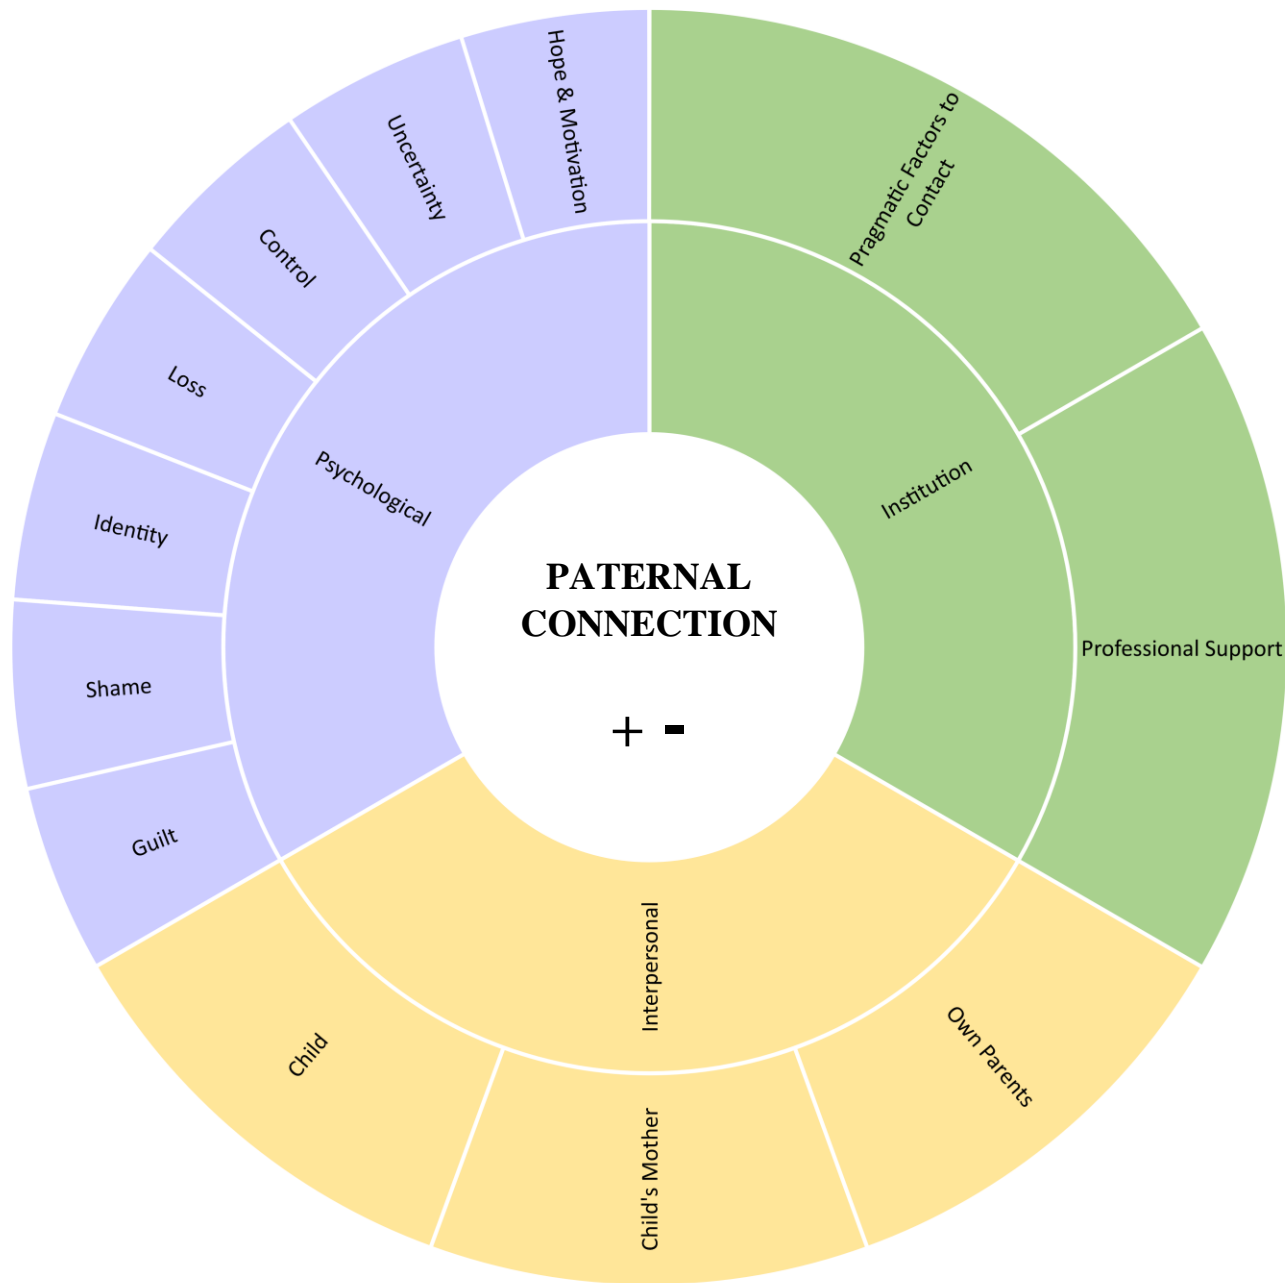 PATERNAL
CONNECTION
+ -
Institution
Pragmatic Factors to
Contact
Professional Support
Interpersonal
Own Parents
Child's Mother
Child
Psychological
Guilt
Shame
Identity
Loss
Control
Uncertainty
Hope & Motivation